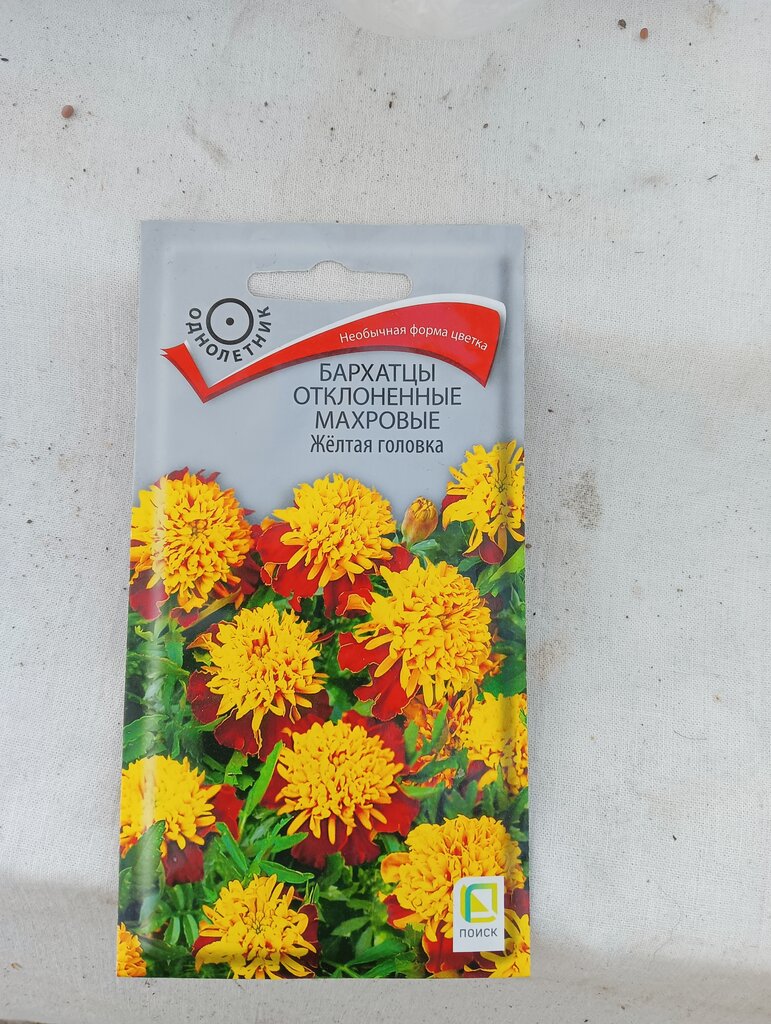 ОДНОЛЕТНИК
Необычная форма цветка
БАРХАТЦЫ
ОТКЛОНЕННЫЕ
МАХРОВЫЕ
Жёлтая головка
ПОИСК